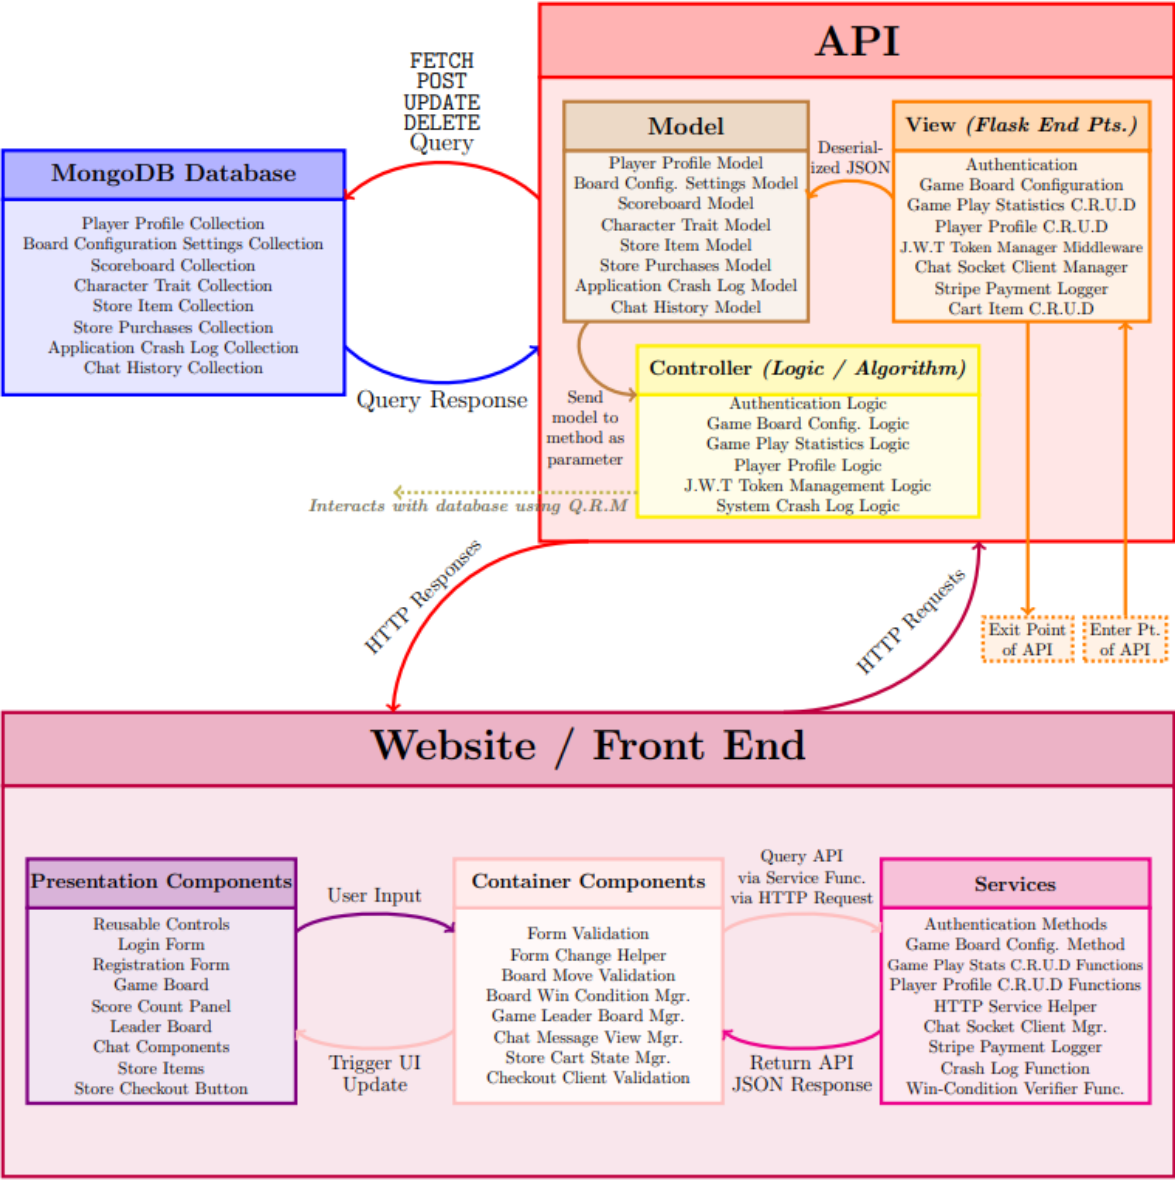 API
FETCH
POST
UPDATE
DELETE
Query
MongoDB Database
Player Profile Collection
Board Configuration Settings Collection
Scoreboard Collection
Character Trait Collection
Store Item Collection
Store Purchases Collection
Application Crash Log Collection
Chat History Collection
Query Response
Model
Player Profile Model
Board Config. Settings Model
Scoreboard Model
Character Trait Model
Store Item Model
Store Purchases Model
Application Crash Log Model
Chat History Model
Deserial-
ized JSON
View (Flask End Pts.)
Authentication
Game Board Configuration
Game Play Statistics C.R.U.D
Player Profile C.R.U.D
J.W.T Token Manager Middleware
Chat Socket Client Manager
Stripe Payment Logger
Cart Item C.R.U.D
Send
model to
method as
parameter
Controller (Logic / Algorithm)
Authentication Logic
Game Board Config. Logic
Game Play Statistics Logic
Player Profile Logic
J.W.T Token Management Logic
System Crash Log Logic
Interacts with database using Q.R.M
HTTP Responses
HTTP Requests
Exit Point
of API
Enter Pt.
of API
Website / Front End
Presentation Components
Reusable Controls
Login Form
Registration Form
Game Board
Score Count Panel
Leader Board
Chat Components
Store Items
Store Checkout Button
User Input
Trigger UI
Update
Container Components
Form Validation
Form Change Helper
Board Move Validation
Board Win Condition Mgr.
Game Leader Board Mgr.
Chat Message View Mgr.
Store Cart State Mgr.
Checkout Client Validation
Query API
via Service Func.
via HTTP Request
Return API
JSON Response
Services
Authentication Methods
Game Board Config. Method
Game Play Stats C.R.U.D Functions
Player Profile C.R.U.D Functions
HTTP Service Helper
Chat Socket Client Mgr.
Stripe Payment Logger
Crash Log Function
Win-Condition Verifier Func.